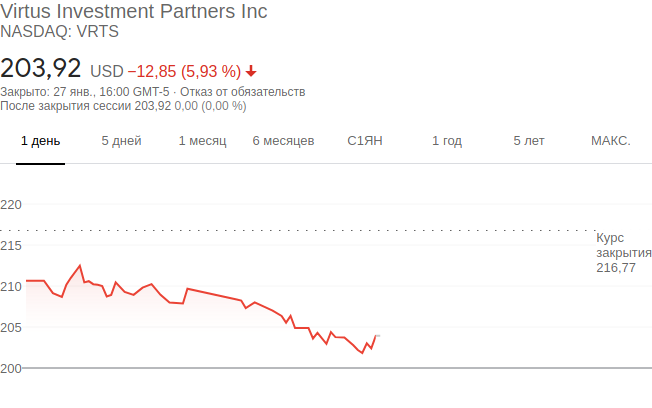 Virtus Investment Partners Inc
NASDAQ: VRTS
203,92 USD −12,85 (5,93 %)
Закрыто: 27 янв., 16:00 GMT-5 · Отказ от обязательств
После закрытия сессии 203,92 0,00 (0,00 %)
1 день 5 дней 1 месяц 6 месяцев С1ЯН 1 год 5 лет МАКС.
220
Курс
215 закрытия
216,77
210
205
200